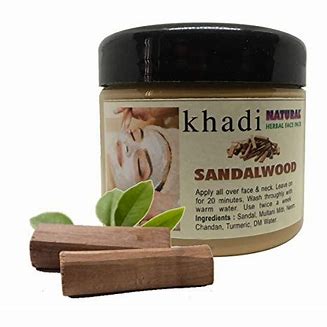 khadi NATURAL
HERBAL FACE PACK
SANDALWOOD
Apply all over face & neck. Leave on
for 20 minutes, Wash throughly with
warm water. Use twice a week
Ingredients : Sandal, Multani Mitti, Neem
Chandan, Turmeric, DM Water